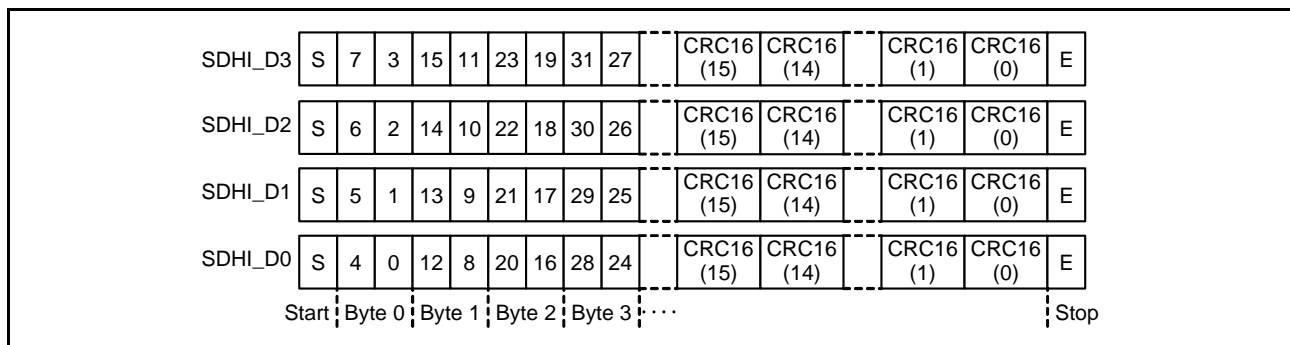 SDHI_D3 S 7 3 15 11 23 19 31 27 CRC16 (15) CRC16 (14) CRC16 (1) CRC16 (0) E
SDHI_D2 S 6 2 14 10 22 18 30 26 CRC16 (15) CRC16 (14) CRC16 (1) CRC16 (0) E
SDHI_D1 S 5 1 13 9 21 17 29 25 CRC16 (15) CRC16 (14) CRC16 (1) CRC16 (0) E
SDHI_D0 S 4 0 12 8 20 16 28 24 CRC16 (15) CRC16 (14) CRC16 (1) CRC16 (0) E
Start Byte 0 Byte 1 Byte 2 Byte 3 ···· Stop